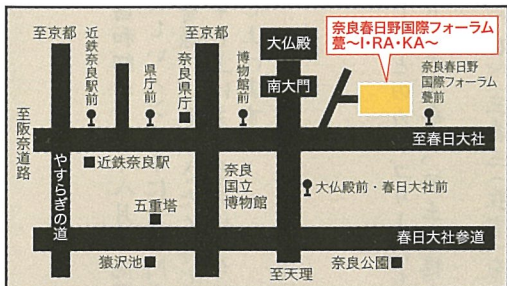 至京都
近鉄奈良駅前
県庁前
奈良県庁
至京都
博物館前
大仏殿
南大門
奈良春日野国際フォーラム
甍～I・RA・KA～
奈良春日野
国際フォーラム
甍前
至阪奈道路
至春日大社
やすらぎの道
近鉄奈良駅
奈良
国立
博物館
大仏殿前・春日大社前
五重塔
春日大社参道
猿沢池
至天理
奈良公園